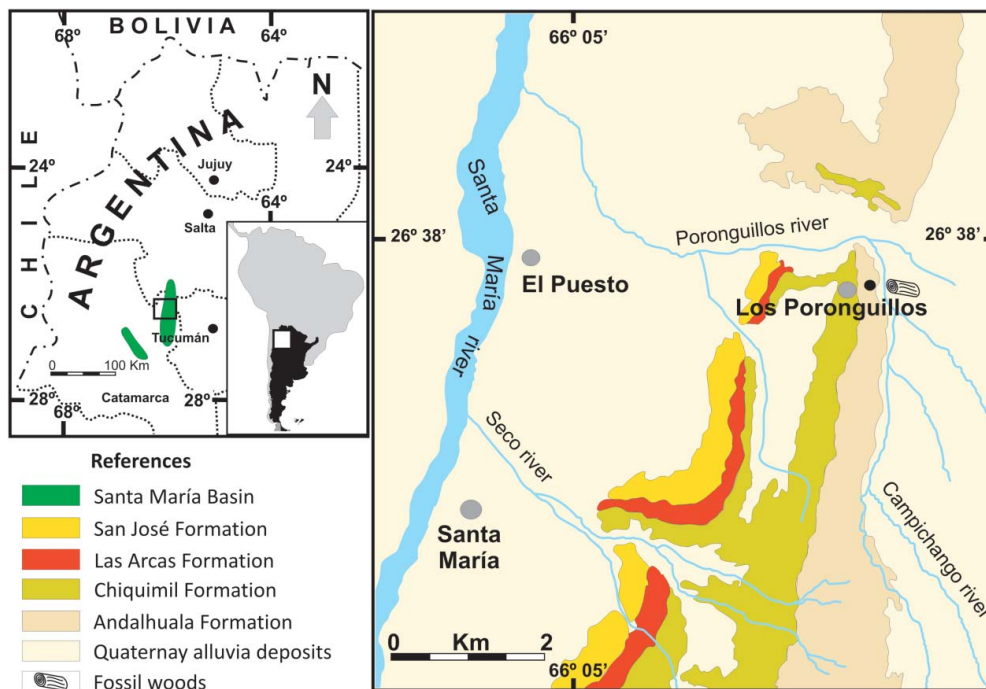 BOLIVIA
68º
64º
N
CHILE
ARGENTINA
24º
24º
Jujuy
64º
Salta
Tucumán
0 100 Km
Catamarca
28º
28º
68º
References
Santa María Basin
San José Formation
Las Arcas Formation
Chiquimil Formation
Andalhuala Formation
Quaternay alluvia deposits
Fossil woods
66º 05’
Santa María river
26º 38’
Poronguillos river
26º 38’
El Puesto
Los Poronguillos
Seco river
Santa
María
Campichango river
0 Km 2
66º 05’